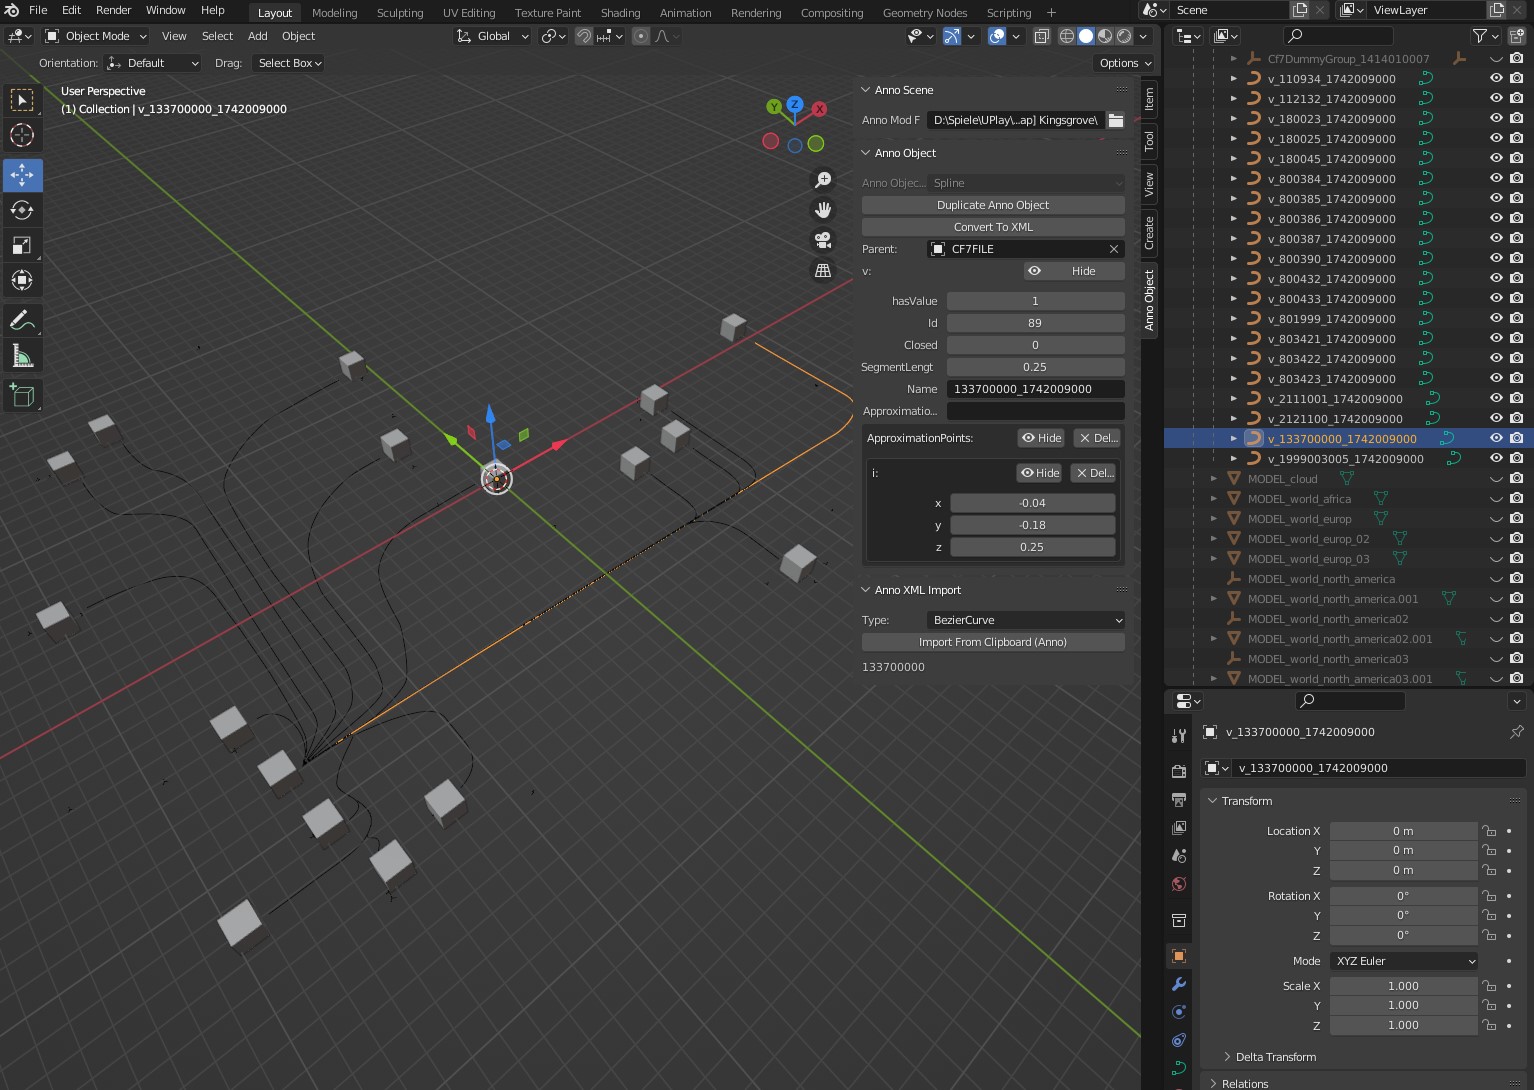 File Edit Render Window Help Layout Modeling Sculpting UV Editing Texture Paint Shading Animation Rendering Compositing Geometry Nodes Scripting + Scene ViewLayer
Object Mode View Select Add Object Global
Orientation: Default Drag: Select Box Options
User Perspective
(1) Collection | v_133700000_1742009000
Z
Y
X
Item
Tool
View
Create
Anno Object
Anno Scene
Anno Mod F D:\Spiele\UPlay\...ap] Kingsgrove\
Anno Object
Anno Objec... Spline
Duplicate Anno Object
Convert To XML
Parent: CF7FILE
v: Hide
hasValue 1
Id 89
Closed 0
SegmentLengt 0.25
Name 133700000_1742009000
Approximatio...
ApproximationPoints: Hide Del...
i: Hide Del...
x -0.04
y -0.18
z 0.25
Anno XML Import
Type: BezierCurve
Import From Clipboard (Anno)
133700000
Cf7DummyGroup_1414010007
v_110934_1742009000
v_112132_1742009000
v_180023_1742009000
v_180025_1742009000
v_180045_1742009000
v_800384_1742009000
v_800385_1742009000
v_800386_1742009000
v_800387_1742009000
v_800390_1742009000
v_800432_1742009000
v_800433_1742009000
v_801999_1742009000
v_803421_1742009000
v_803422_1742009000
v_803423_1742009000
v_2111001_1742009000
v_2121100_1742009000
v_133700000_1742009000
v_1999003005_1742009000
MODEL_cloud
MODEL_world_africa
MODEL_world_europ
MODEL_world_europ_02
MODEL_world_europ_03
MODEL_world_north_america
MODEL_world_north_america.001
MODEL_world_north_america02
MODEL_world_north_america02.001
MODEL_world_north_america03
MODEL_world_north_america03.001
v_133700000_1742009000
v_133700000_1742009000
Transform
Location X 0 m
Y 0 m
Z 0 m
Rotation X 0°
Y 0°
Z 0°
Mode XYZ Euler
Scale X 1.000
Y 1.000
Z 1.000
Delta Transform
Relations